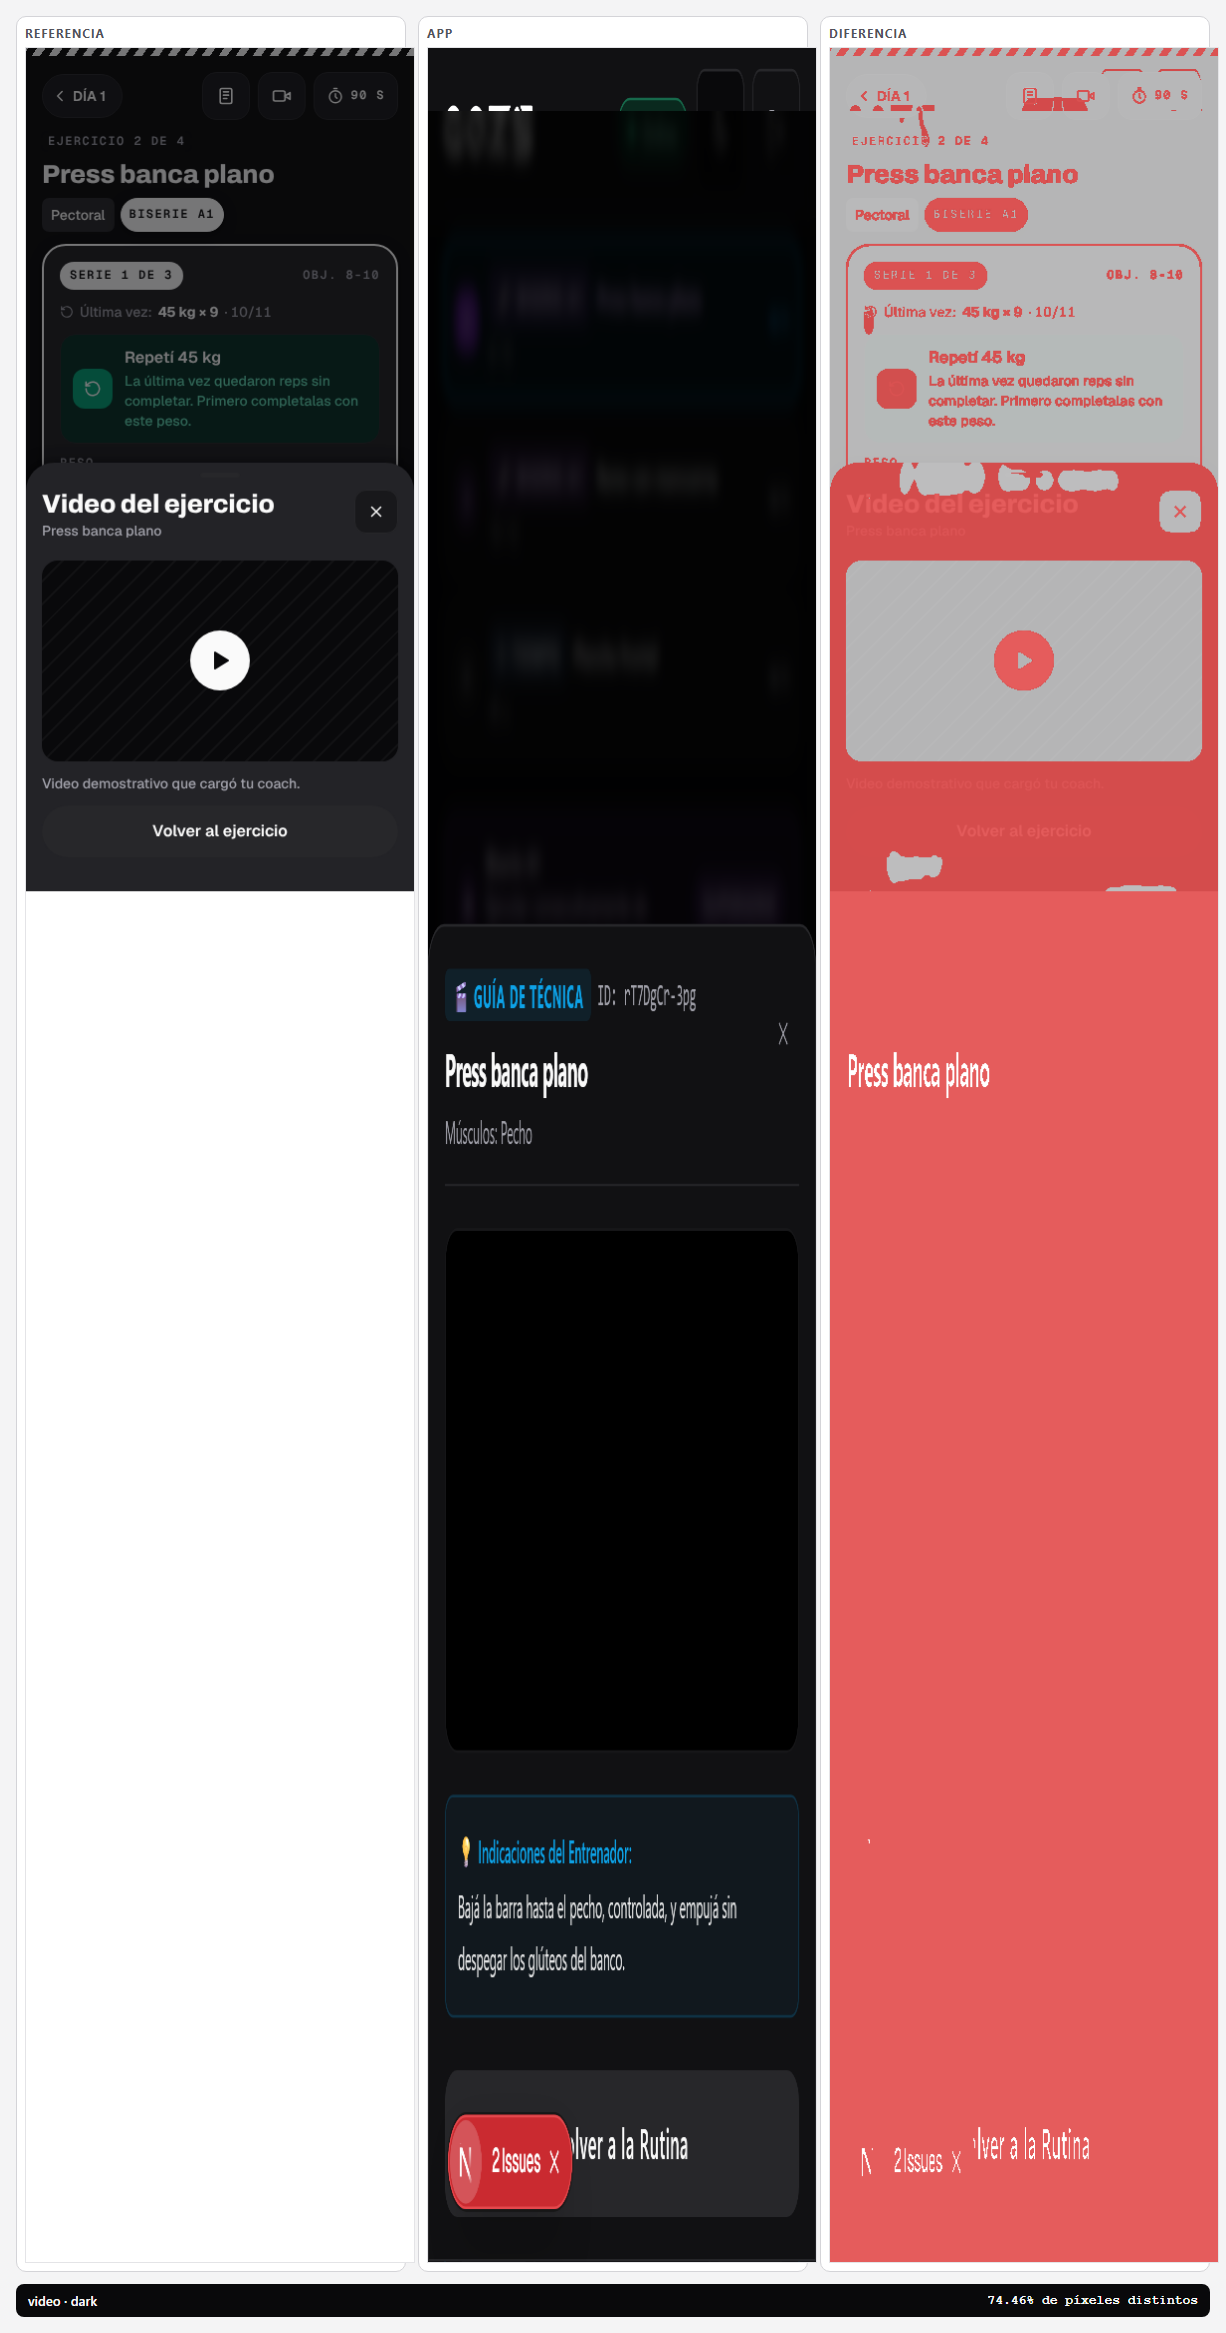 REFERENCIA
DÍA 1
90 S
EJERCICIO 2 DE 4
Press banca plano
Pectoral
BISERIE A1
SERIE 1 DE 3
OBJ. 8-10
Última vez: 45 kg × 9 · 10/11
Repetí 45 kg
La última vez quedaron reps sin
completar. Primero completalas con
este peso.
PESO
Video del ejercicio
Press banca plano
Video demostrativo que cargó tu coach.
Volver al ejercicio
APP
GUÍA DE TÉCNICA
ID: rT7DgCr-3pg
X
Press banca plano
Músculos: Pecho
Indicaciones del Entrenador:
Bajá la barra hasta el pecho, controlada, y empujá sin
despegar los glúteos del banco.
N 2 Issues X
olver a la Rutina
DIFERENCIA
DÍA 1
90 S
EJERCICIO 2 DE 4
Press banca plano
Pectoral
BISERIE A1
SERIE 1 DE 3
OBJ. 8-10
Última vez: 45 kg × 9 · 10/11
Repetí 45 kg
La última vez quedaron reps sin
completar. Primero completalas con
este peso.
PESO
Video del ejercicio
Press banca plano
Video demostrativo que cargó tu coach.
Volver al ejercicio
Press banca plano
N 2 Issues X
lver a la Rutina
video · dark
74.46% de píxeles distintos